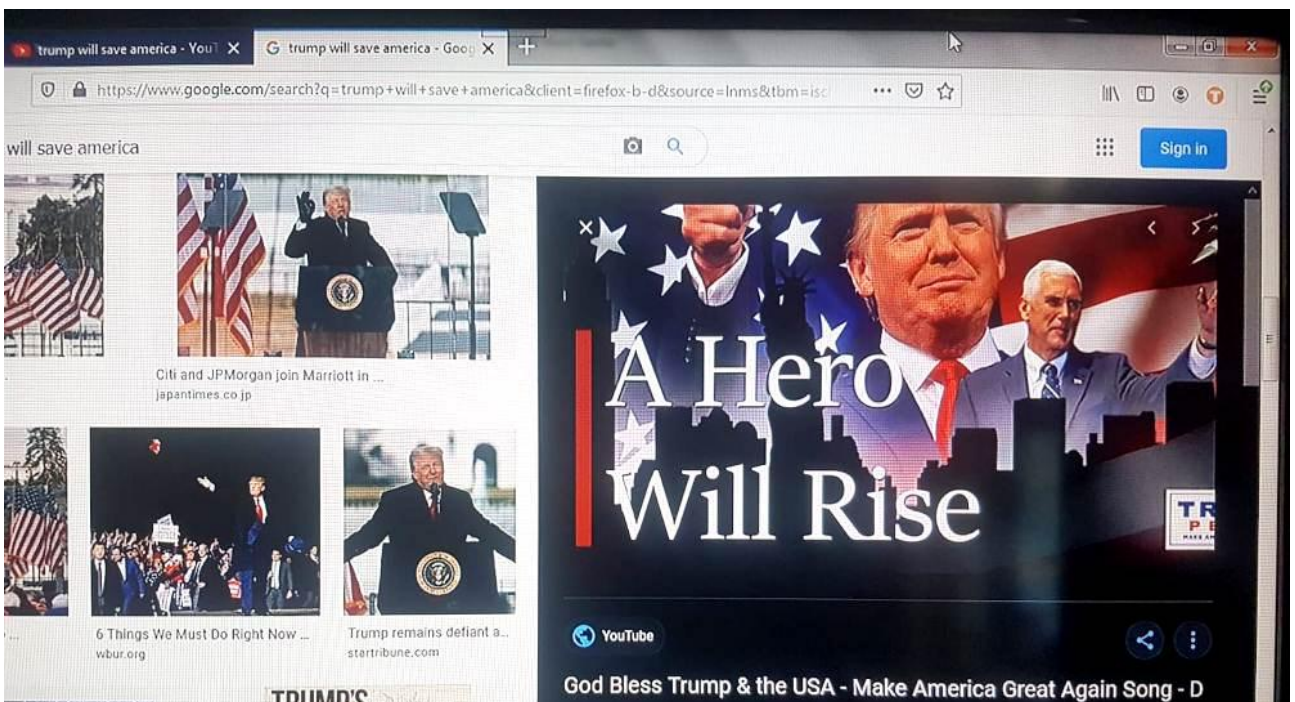 trump will save america - YouT
trump will save america - Goog
https://www.google.com/search?q=trump+will+save+america&client=firefox-b-d&source=lnms&tbm=isc
will save america
Sign in
Citi and JPMorgan join Marriott in ...
japantimes.co.jp
6 Things We Must Do Right Now ...
wbur.org
Trump remains defiant a...
startribune.com
TRUMP'S
A Hero
Will Rise
TR
PE
YouTube
God Bless Trump & the USA - Make America Great Again Song - D